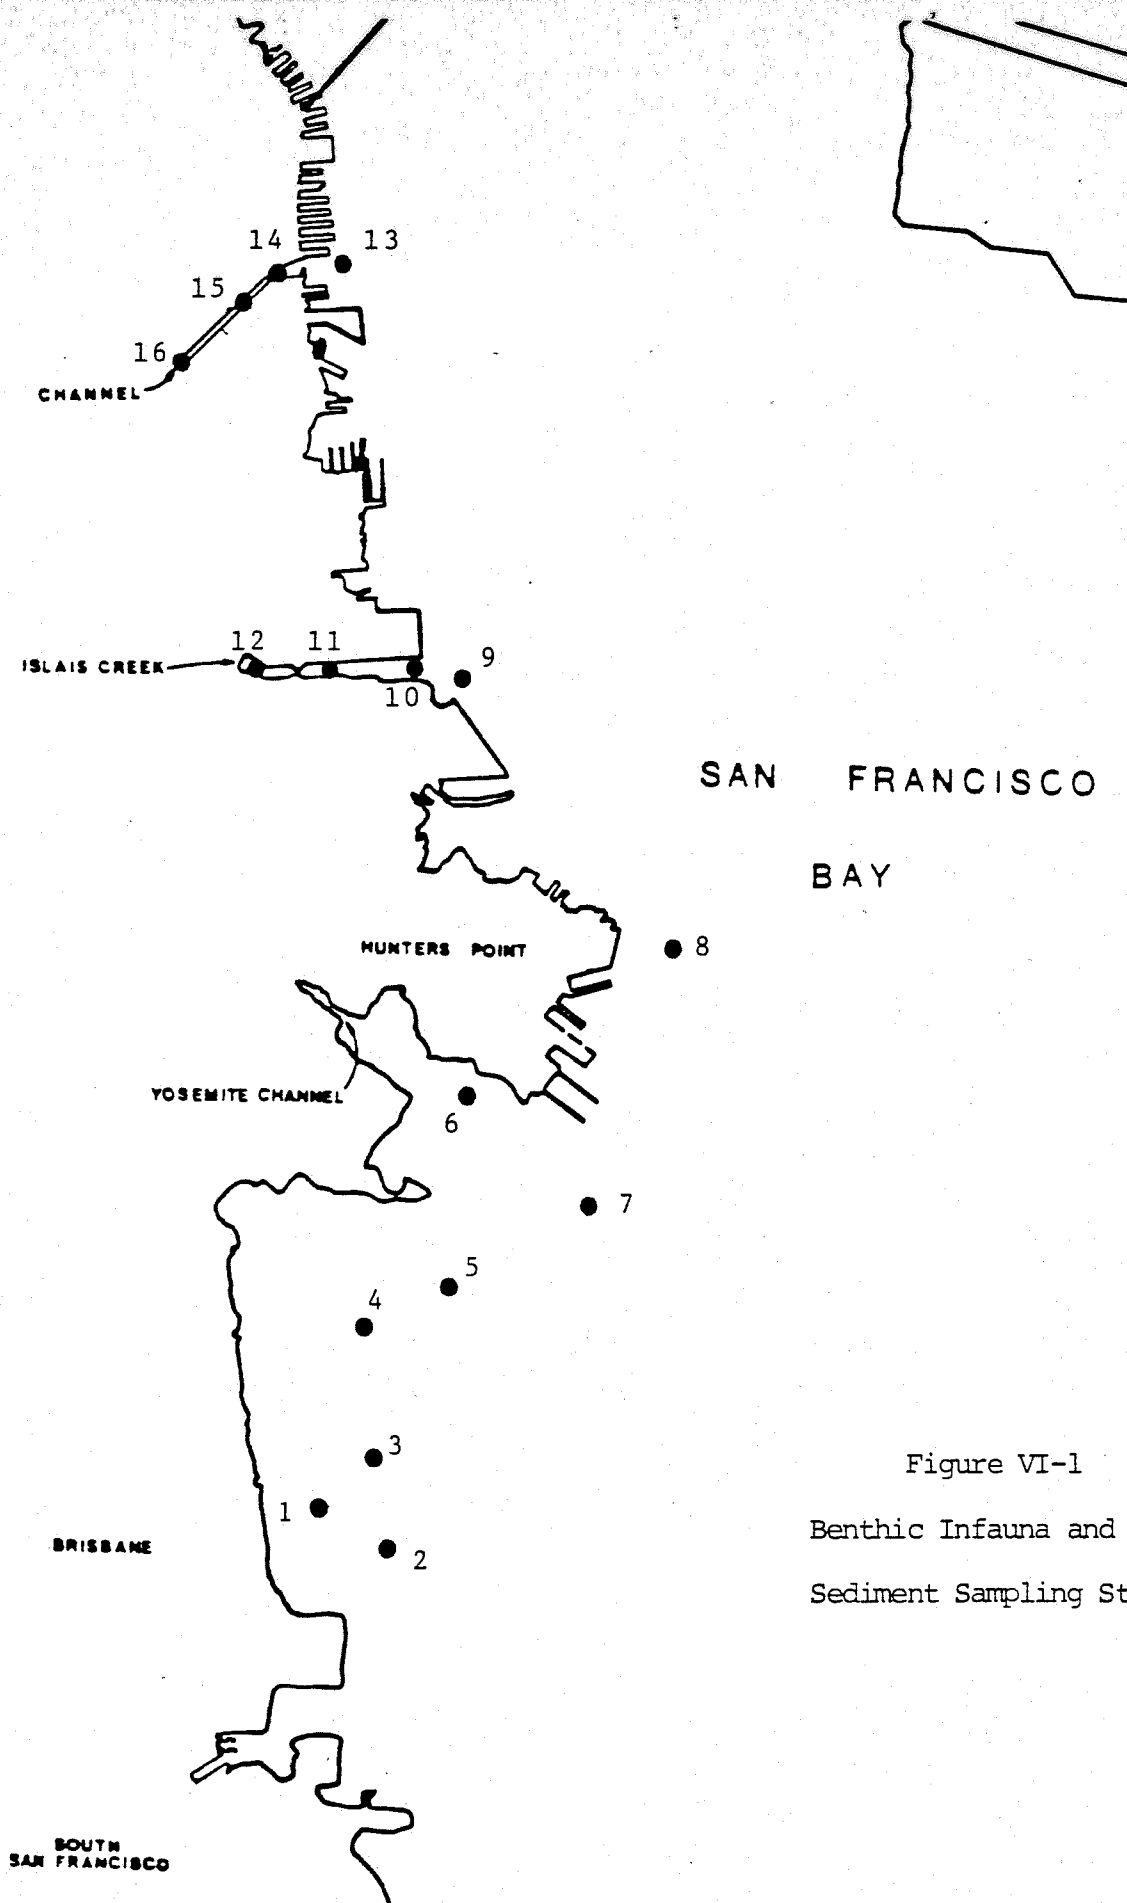 14
13
15
16
CHANNEL
12
11
9
ISLAIS CREEK
10
SAN FRANCISCO
BAY
HUNTERS POINT
8
YOSEMITE CHANNEL
6
7
5
4
3
1
2
BRISBANE
Figure VI-1
Benthic Infauna and
Sediment Sampling St
SOUTH
SAN FRANCISCO